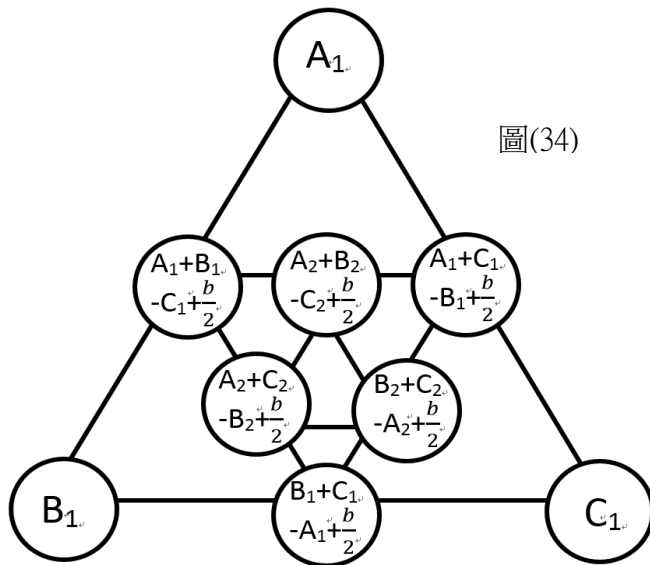 A₁
圖(34)
A₁+B₁
-C₁+b/2
A₂+B₂
-C₂+b/2
A₁+C₁
-B₁+b/2
A₂+C₂
-B₂+b/2
B₂+C₂
-A₂+b/2
B₁
B₁+C₁
-A₁+b/2
C₁